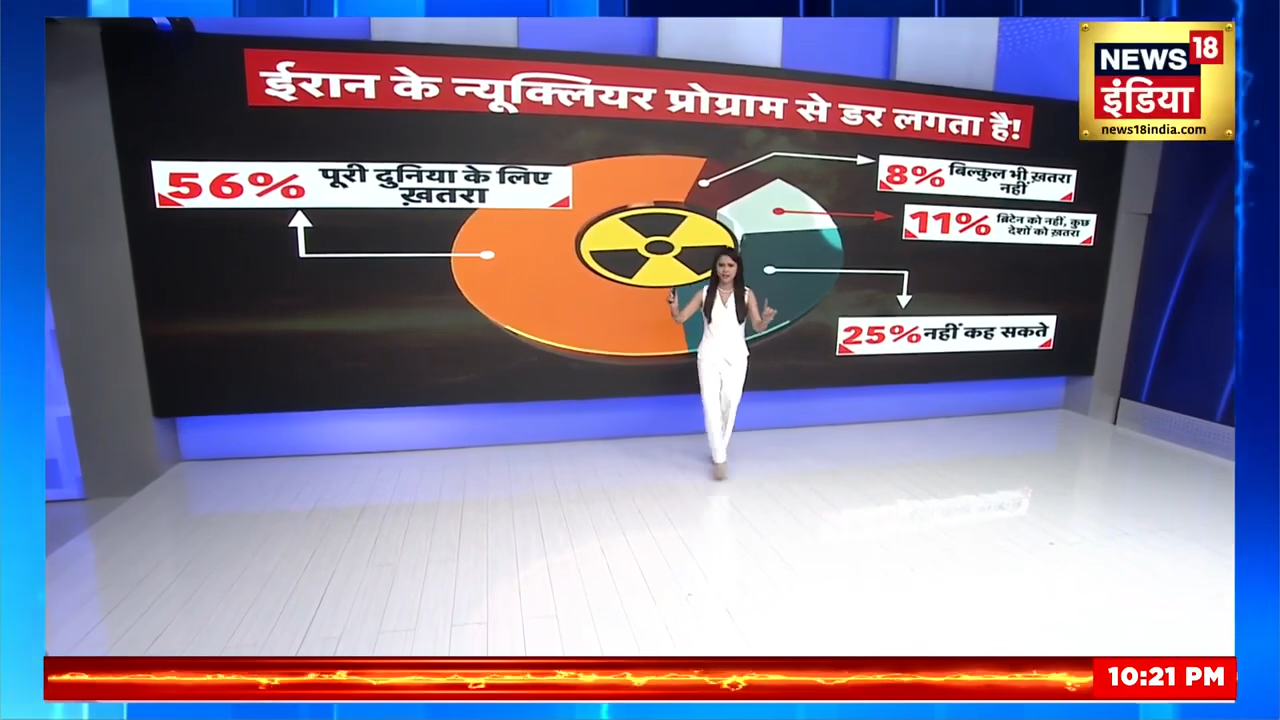 NEWS 18
इंडिया
news18india.com
ईरान के न्यूक्लियर प्रोग्राम से डर लगता है!
56% पूरी दुनिया के लिए
ख़तरा
8% बिल्कुल भी ख़तरा
नहीं
11% ब्रिटेन को नहीं, कुछ
देशों को ख़तरा
25% नहीं कह सकते
10:21 PM